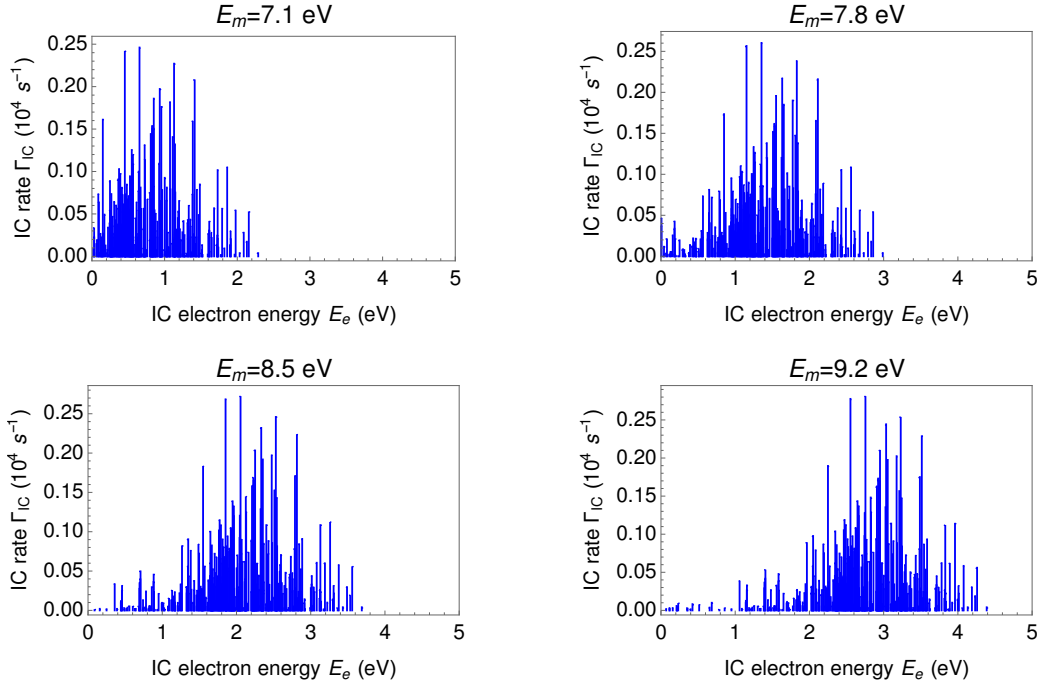 E_m=7.1 eV
0.25
0.20
0.15
0.10
0.05
0.00
0 1 2 3 4 5
IC rate Γ_IC (10^4 s^-1)
IC electron energy E_e (eV)
E_m=7.8 eV
0.25
0.20
0.15
0.10
0.05
0.00
0 1 2 3 4 5
IC rate Γ_IC (10^4 s^-1)
IC electron energy E_e (eV)
E_m=8.5 eV
0.25
0.20
0.15
0.10
0.05
0.00
0 1 2 3 4 5
IC rate Γ_IC (10^4 s^-1)
IC electron energy E_e (eV)
E_m=9.2 eV
0.25
0.20
0.15
0.10
0.05
0.00
0 1 2 3 4 5
IC rate Γ_IC (10^4 s^-1)
IC electron energy E_e (eV)